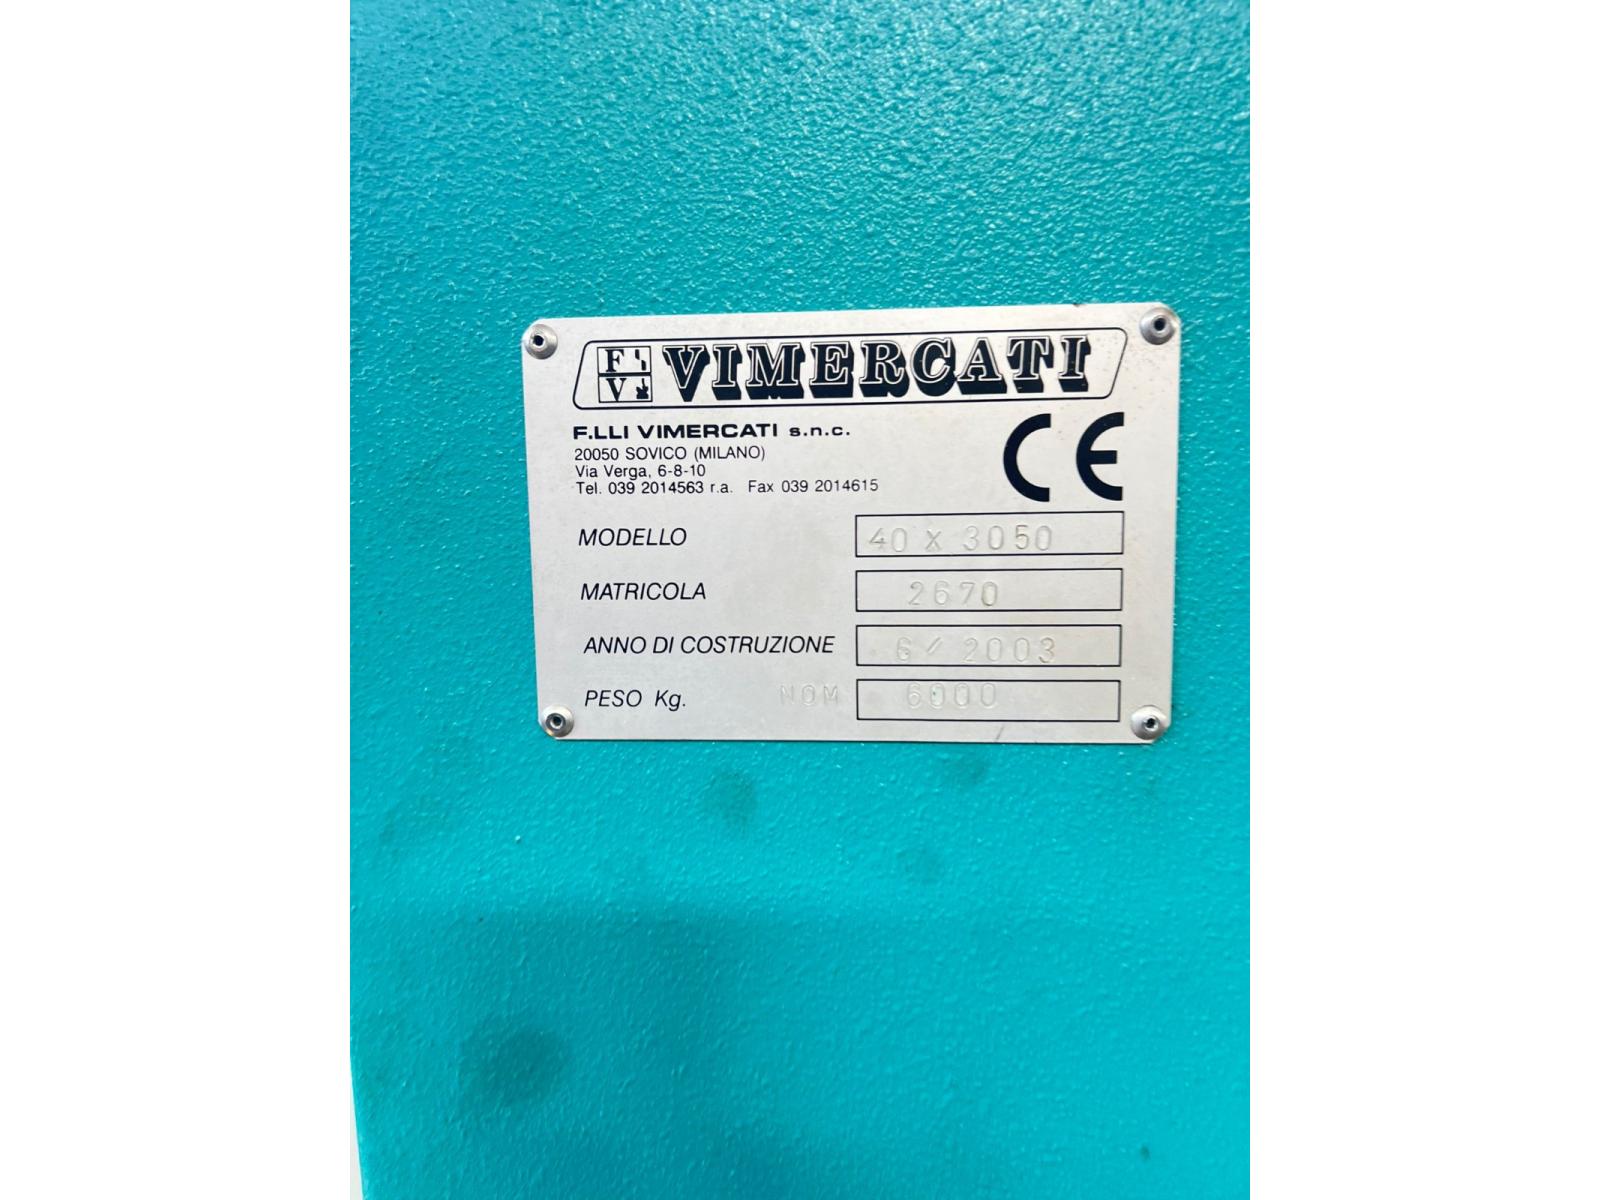 FV VIMERCATI
F.LLI VIMERCATI s.n.c.
20050 SOVICO (MILANO)
Via Verga, 6-8-10
Tel. 039 2014563 r.a. Fax 039 2014615
CE
MODELLO 40 x 3050
MATRICOLA 2670
ANNO DI COSTRUZIONE 6/2003
PESO Kg. NOM 6000